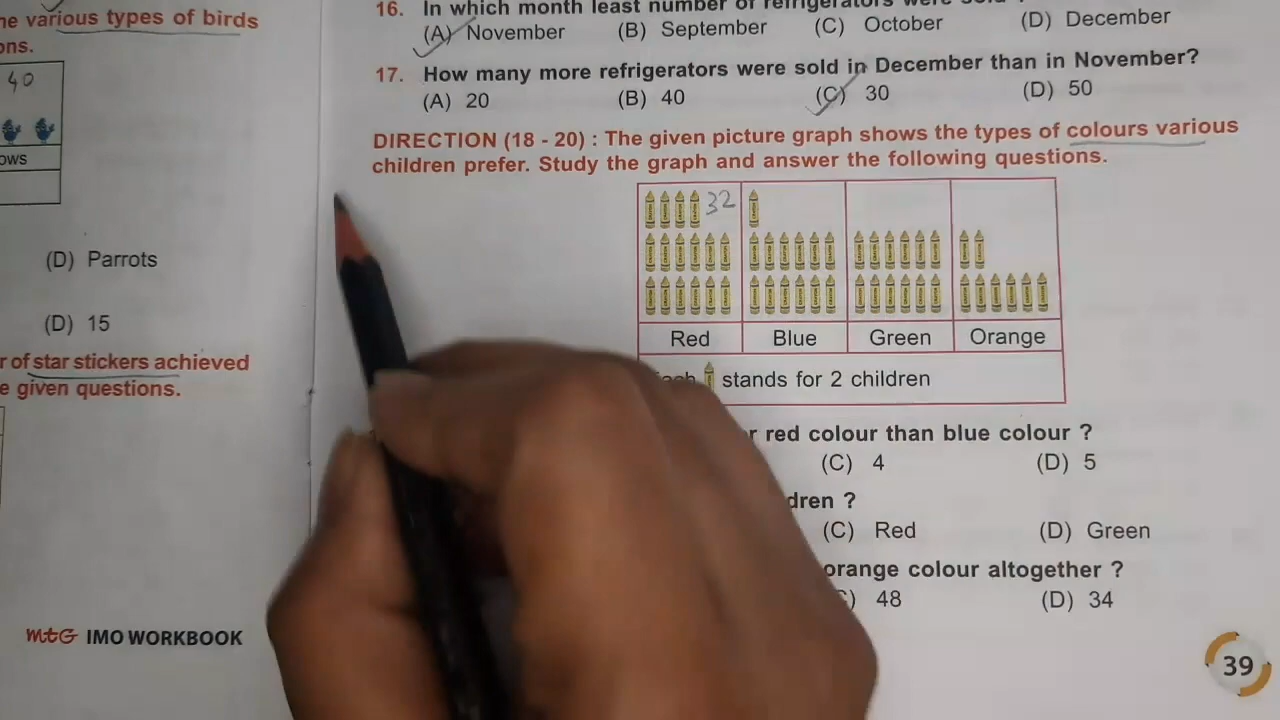 he various types of birds
ons.
40
ows
(D) Parrots
(D) 15
r of star stickers achieved
e given questions.
mtG IMO WORKBOOK
16. In which month least number of refrigerators were sold ?
(A) November (B) September (C) October (D) December
17. How many more refrigerators were sold in December than in November?
(A) 20 (B) 40 (C) 30 (D) 50
DIRECTION (18 - 20) : The given picture graph shows the types of colours various
children prefer. Study the graph and answer the following questions.
32
Red Blue Green Orange
stands for 2 children
r red colour than blue colour ?
(C) 4 (D) 5
dren ?
(C) Red (D) Green
orange colour altogether ?
) 48 (D) 34
39